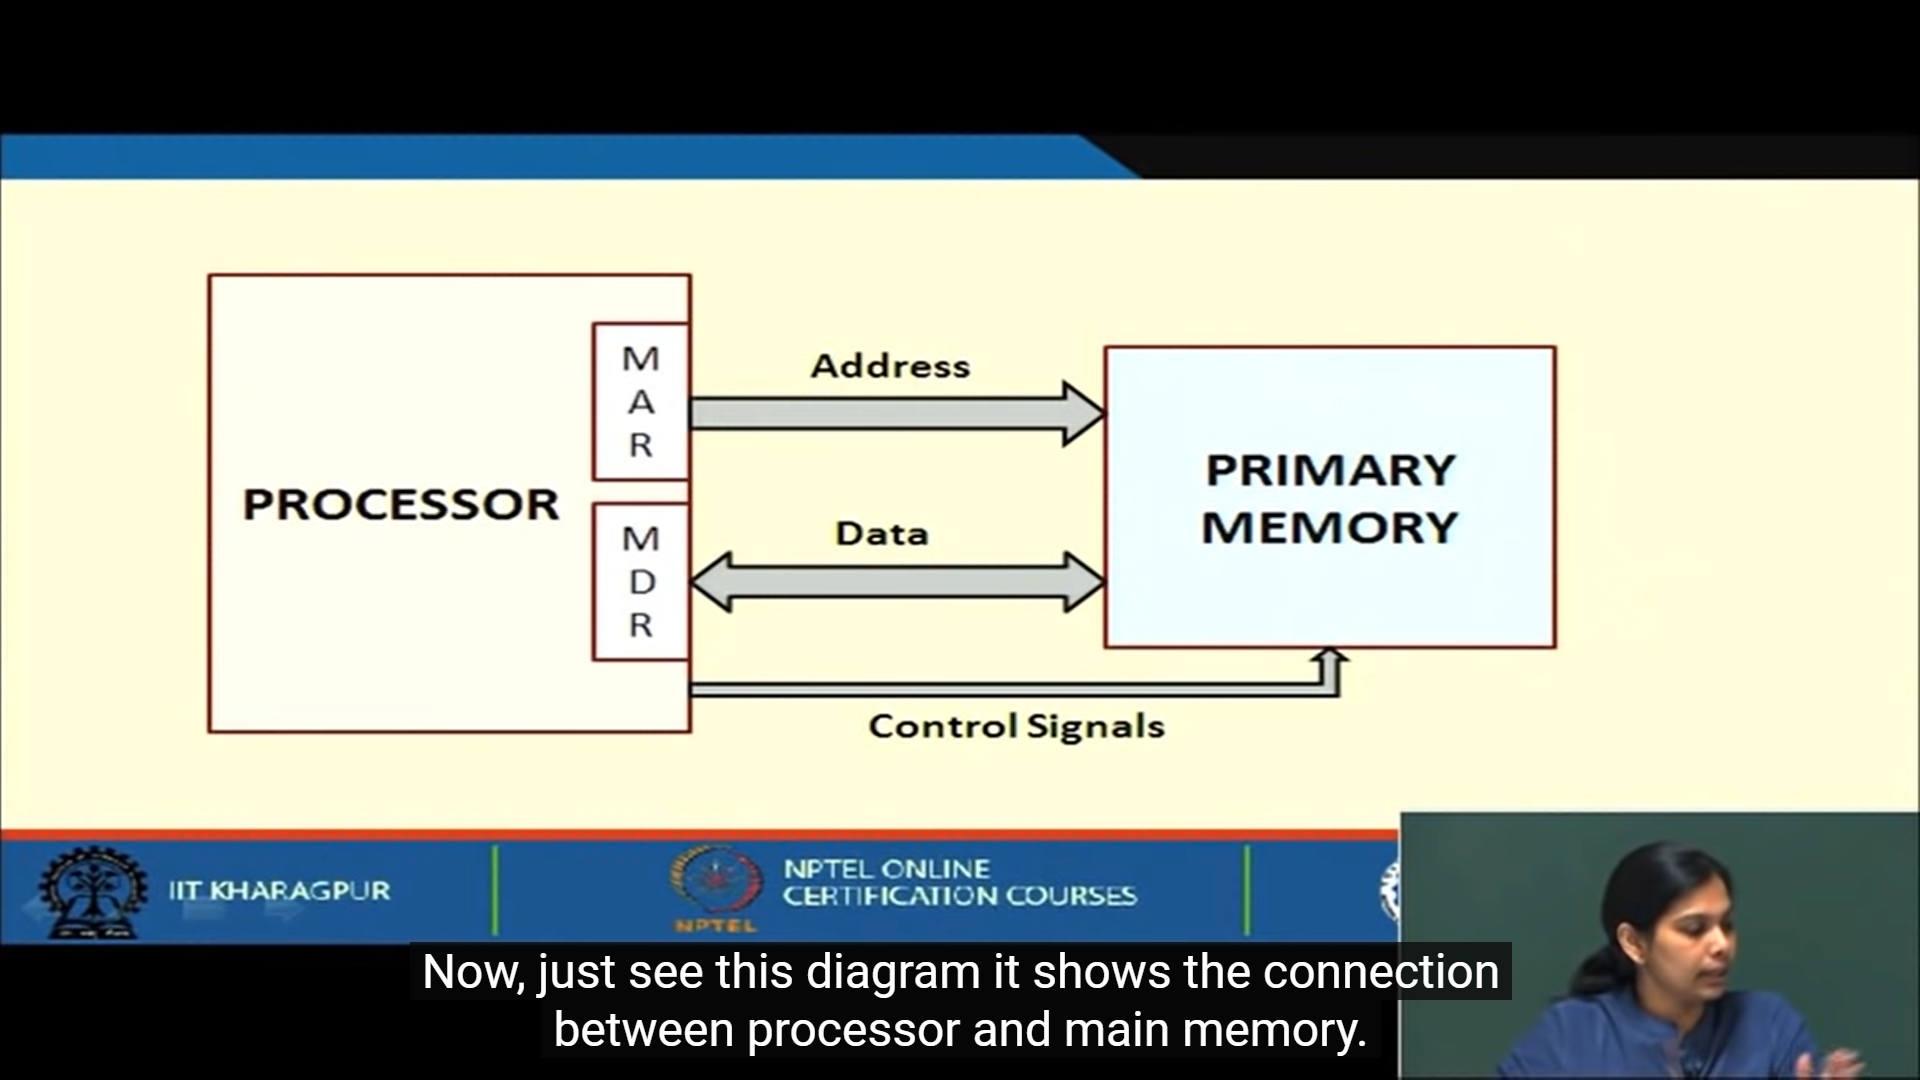 PROCESSOR
M
A
R
M
D
R
Address
Data
Control Signals
PRIMARY
MEMORY
IIT KHARAGPUR
NPTEL
NPTEL ONLINE
CERTIFICATION COURSES
Now, just see this diagram it shows the connection
between processor and main memory.